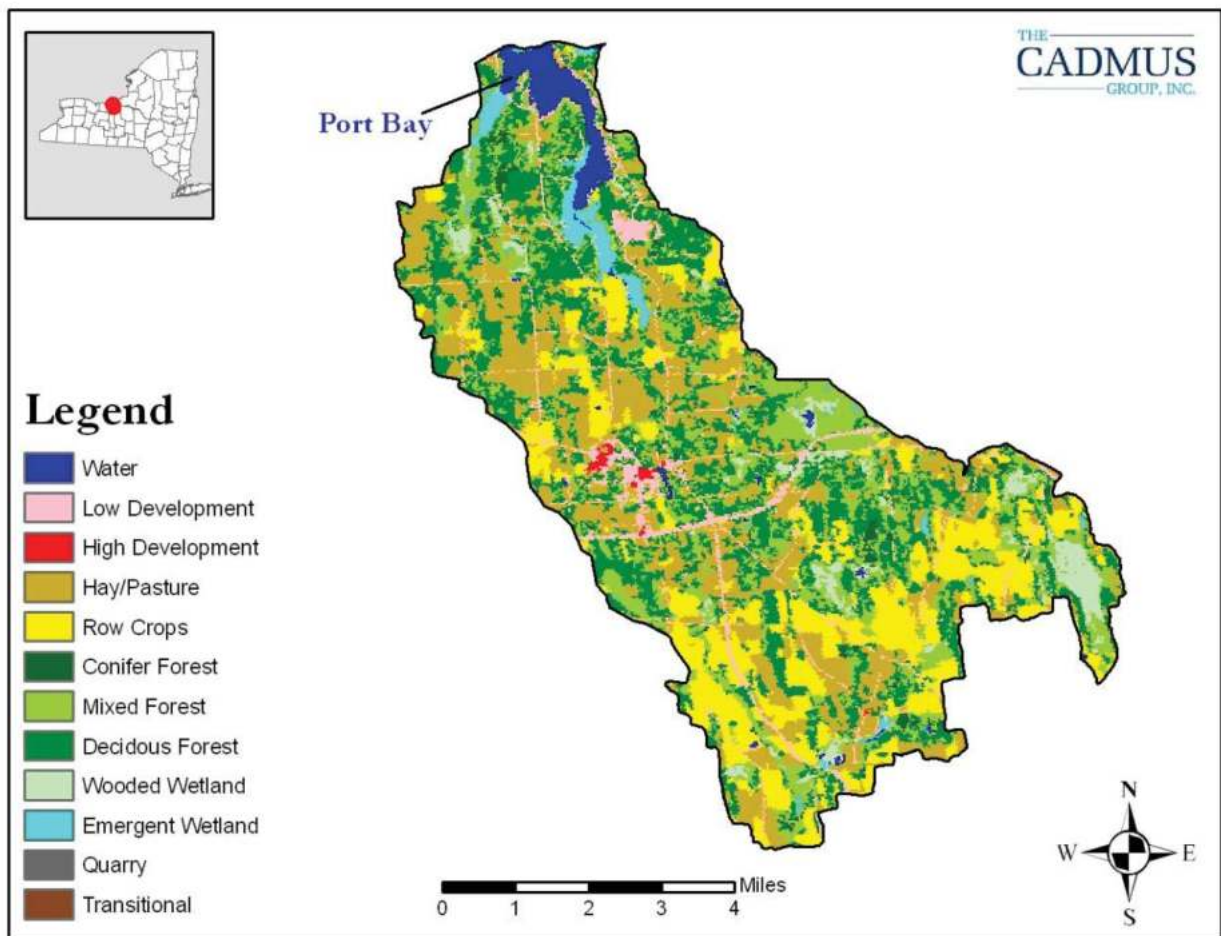 THE
CADMUS
GROUP, INC.
Port Bay
Legend
Water
Low Development
High Development
Hay/Pasture
Row Crops
Conifer Forest
Mixed Forest
Decidous Forest
Wooded Wetland
Emergent Wetland
Quarry
Transitional
Miles
0 1 2 3 4
N
W E
S